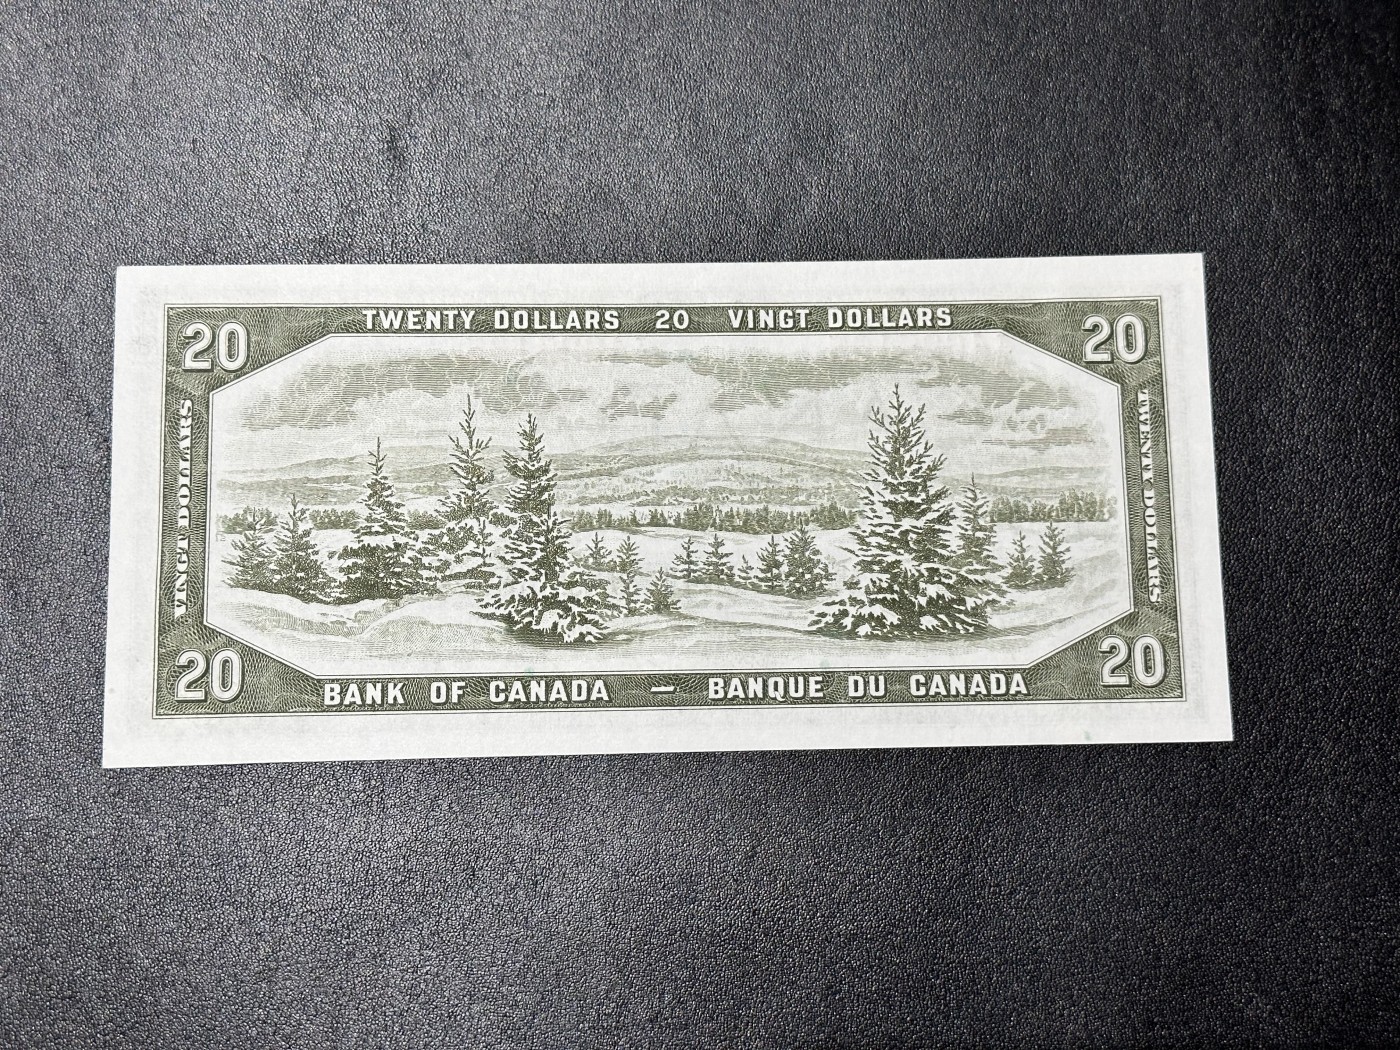 TWENTY DOLLARS 20 VINGT DOLLARS
20
20
VINGT DOLLARS
TWENTY DOLLARS
20
20
BANK OF CANADA — BANQUE DU CANADA